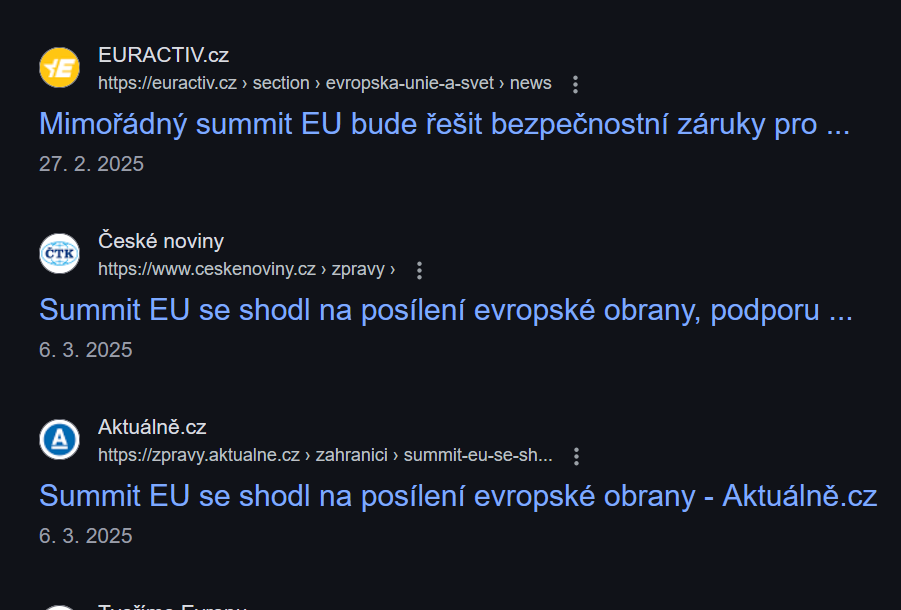 EURACTIV.cz
https://euractiv.cz › section › evropska-unie-a-svet › news
Mimořádný summit EU bude řešit bezpečnostní záruky pro ...
27. 2. 2025
ČTK
České noviny
https://www.ceskenoviny.cz › zpravy ›
Summit EU se shodl na posílení evropské obrany, podporu ...
6. 3. 2025
A
Aktuálně.cz
https://zpravy.aktualne.cz › zahranici › summit-eu-se-sh...
Summit EU se shodl na posílení evropské obrany - Aktuálně.cz
6. 3. 2025
Tvoříme Evropu